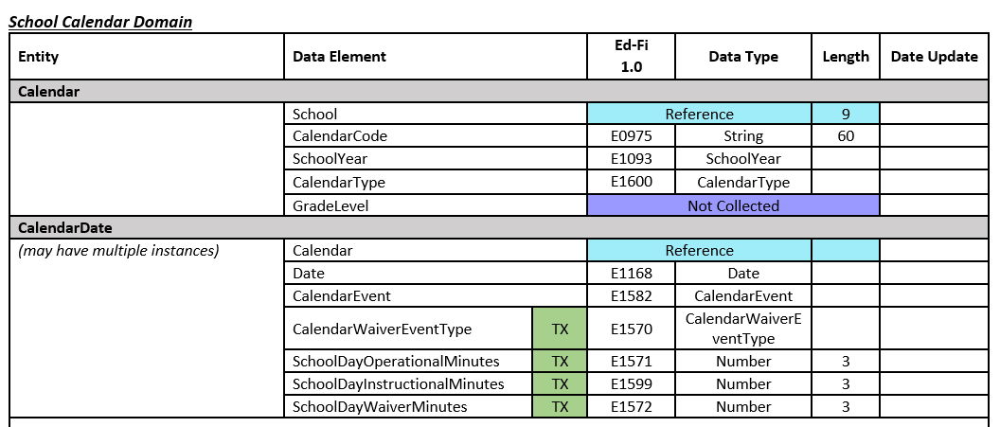 School Calendar Domain
Entity Data Element Ed-Fi 1.0 Data Type Length Date Update
Calendar
School Reference 9
CalendarCode E0975 String 60
SchoolYear E1093 SchoolYear
CalendarType E1600 CalendarType
GradeLevel Not Collected
CalendarDate
(may have multiple instances) Calendar Reference
Date E1168 Date
CalendarEvent E1582 CalendarEvent
CalendarWaiverEventType TX E1570 CalendarWaiverE
ventType
SchoolDayOperationalMinutes TX E1571 Number 3
SchoolDayInstructionalMinutes TX E1599 Number 3
SchoolDayWaiverMinutes TX E1572 Number 3